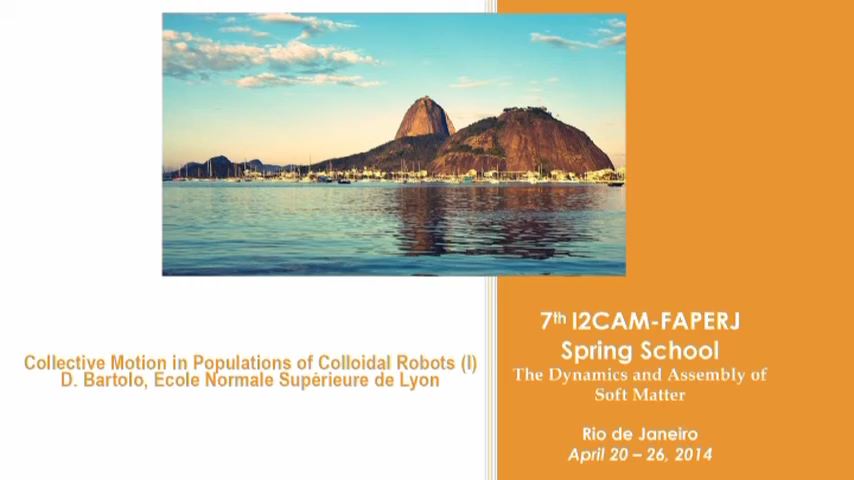 Collective Motion in Populations of Colloidal Robots (I)
D. Bartolo, Ecole Normale Supérieure de Lyon
7th I2CAM-FAPERJ
Spring School
The Dynamics and Assembly of
Soft Matter
Rio de Janeiro
April 20 – 26, 2014